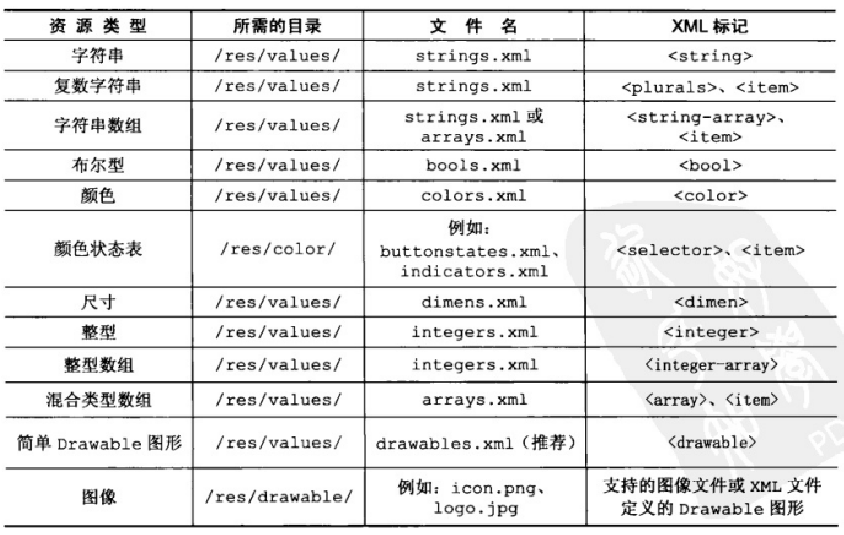 资源类型 所需的目录 文件名 XML 标记
字符串 /res/values/ strings.xml <string>
复数字符串 /res/values/ strings.xml <plurals>、<item>
字符串数组 /res/values/ strings.xml 或 <string-array>、
arrays.xml <item>
布尔型 /res/values/ bools.xml <bool>
颜色 /res/values/ colors.xml <color>
例如：
颜色状态表 /res/color/ buttonstates.xml、 <selector>、<item>
indicators.xml
尺寸 /res/values/ dimens.xml <dimen>
整型 /res/values/ integers.xml <integer>
整型数组 /res/values/ integers.xml <integer-array>
混合类型数组 /res/values/ arrays.xml <array>、<item>
简单 Drawable 图形 /res/values/ drawables.xml（推荐） <drawable>
图像 /res/drawable/ 例如：icon.png、 支持的图像文件或 XML 文件
logo.jpg 定义的 Drawable 图形
PD